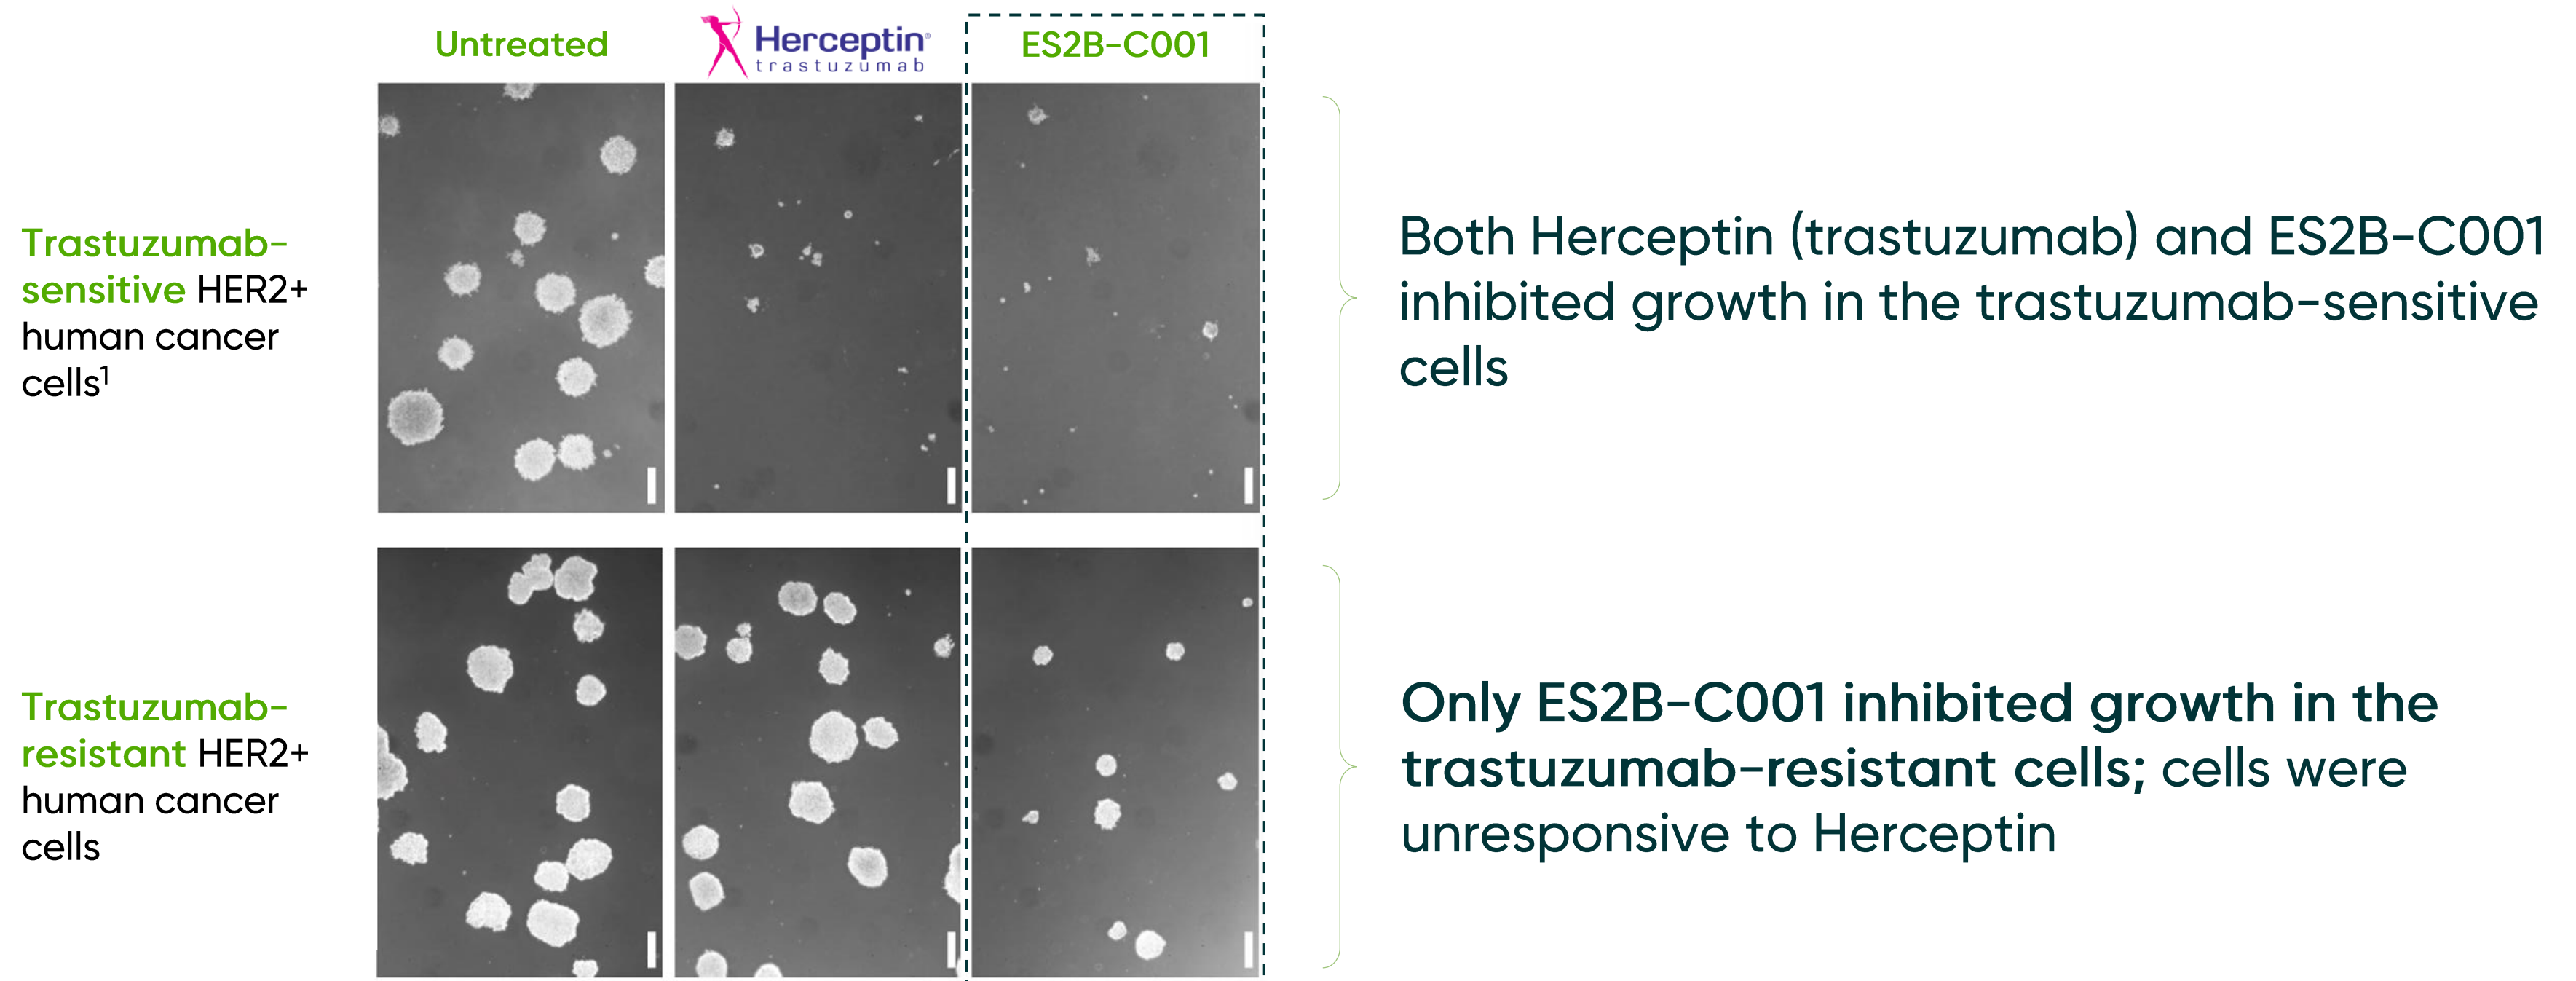 Untreated
Herceptin®
trastuzumab
ES2B-C001
Trastuzumab-
sensitive HER2+
human cancer
cells¹
Both Herceptin (trastuzumab) and ES2B-C001
inhibited growth in the trastuzumab-sensitive
cells
Trastuzumab-
resistant HER2+
human cancer
cells
Only ES2B-C001 inhibited growth in the
trastuzumab-resistant cells; cells were
unresponsive to Herceptin